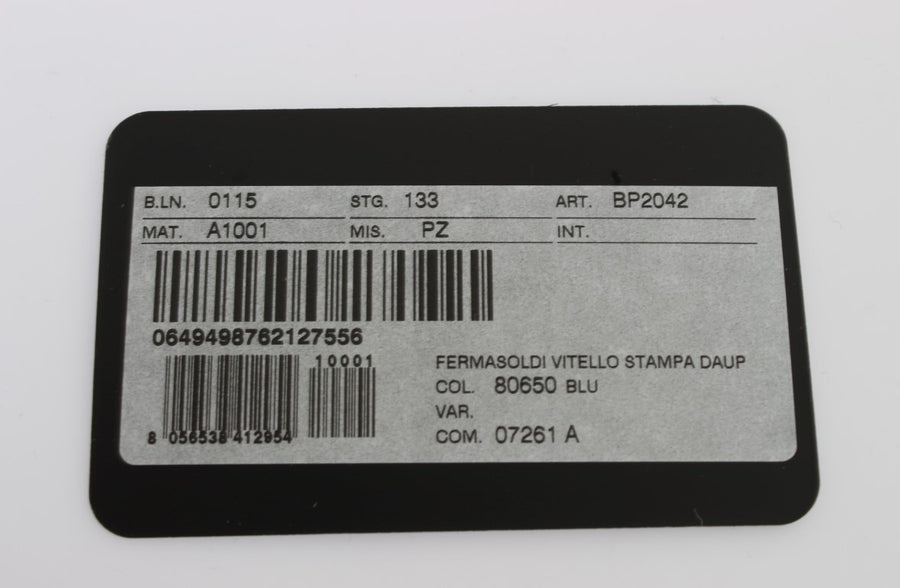 B.LN. 0115 STG. 133 ART. BP2042
MAT. A1001 MIS. PZ INT.
0649498762127556
10001
8 056538 412954
FERMASOLDI VITELLO STAMPA DAUP
COL. 80650 BLU
VAR.
COM. 07261 A